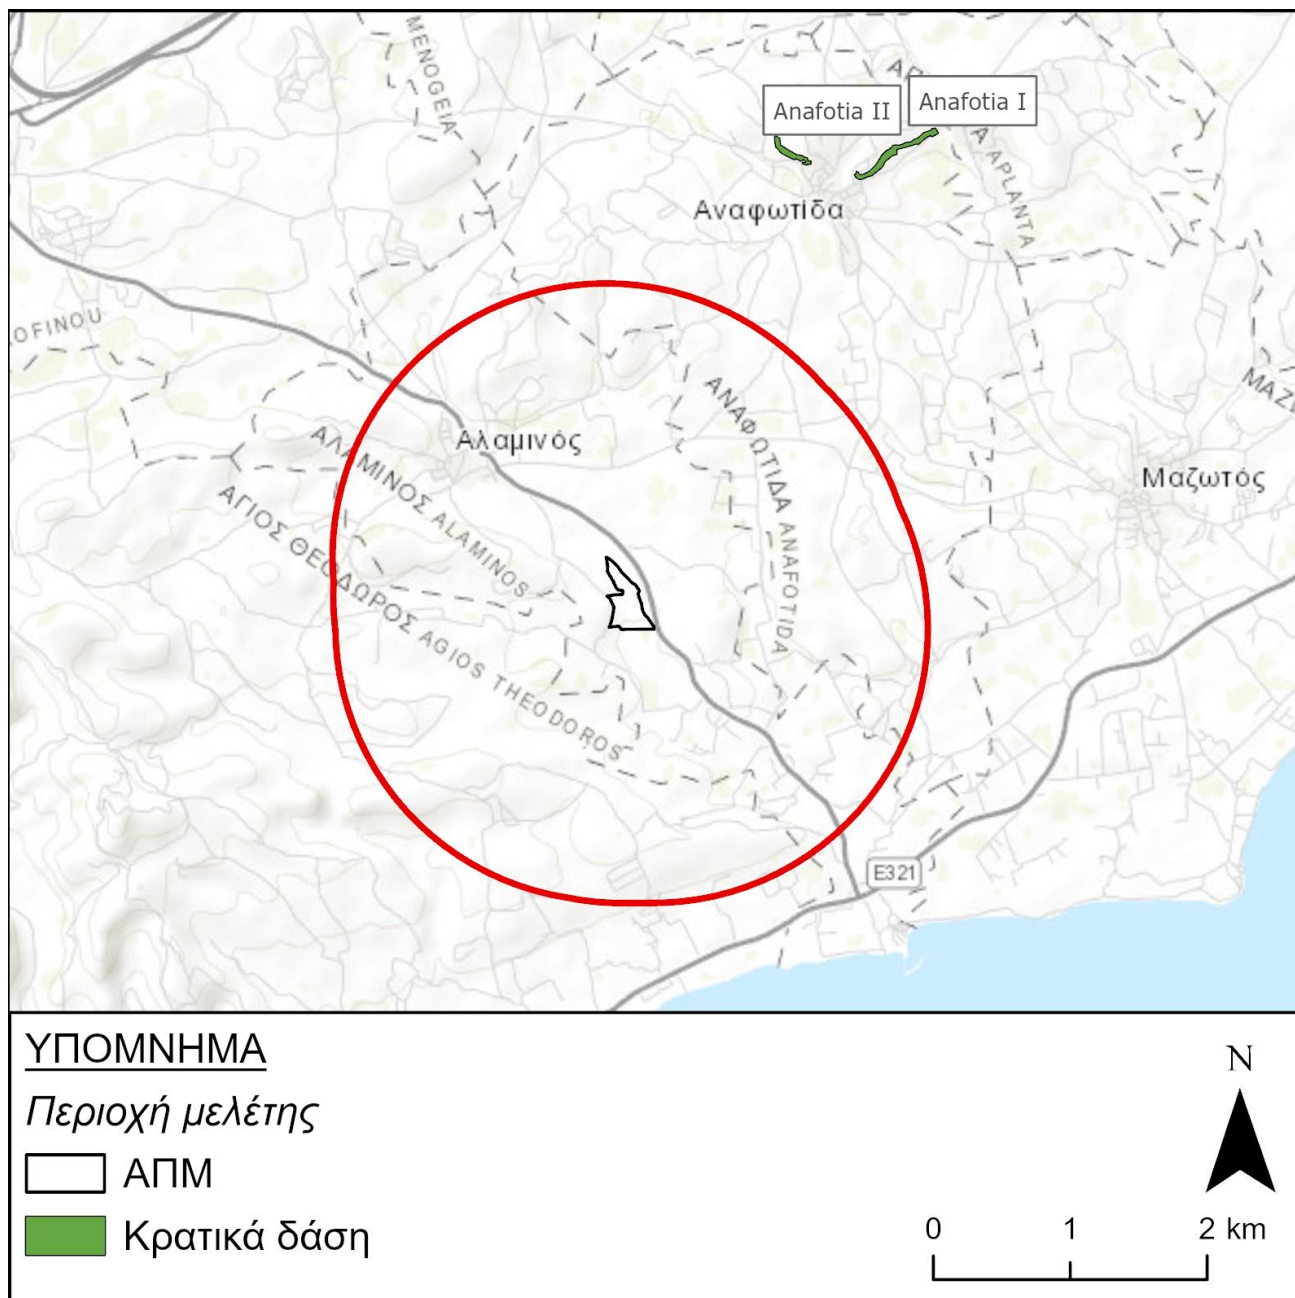 MENOGEIA
Anafotia II
Anafotia I
APLANTA
Αναφωτίδα
OFINOU
ΜΑΖ
ΑΝΑΦΩΤΙΔΑ ANAFOTIDA
Αλαμινός
ΑΛΑΜΙΝΟΣ ALAMINOS
Μαζωτός
ΑΓΙΟΣ ΘΕΟΔΩΡΟΣ AGIOS THEODOROS
E321
ΥΠΟΜΝΗΜΑ
Περιοχή μελέτης
ΑΠΜ
Κρατικά δάση
N
0 1 2 km